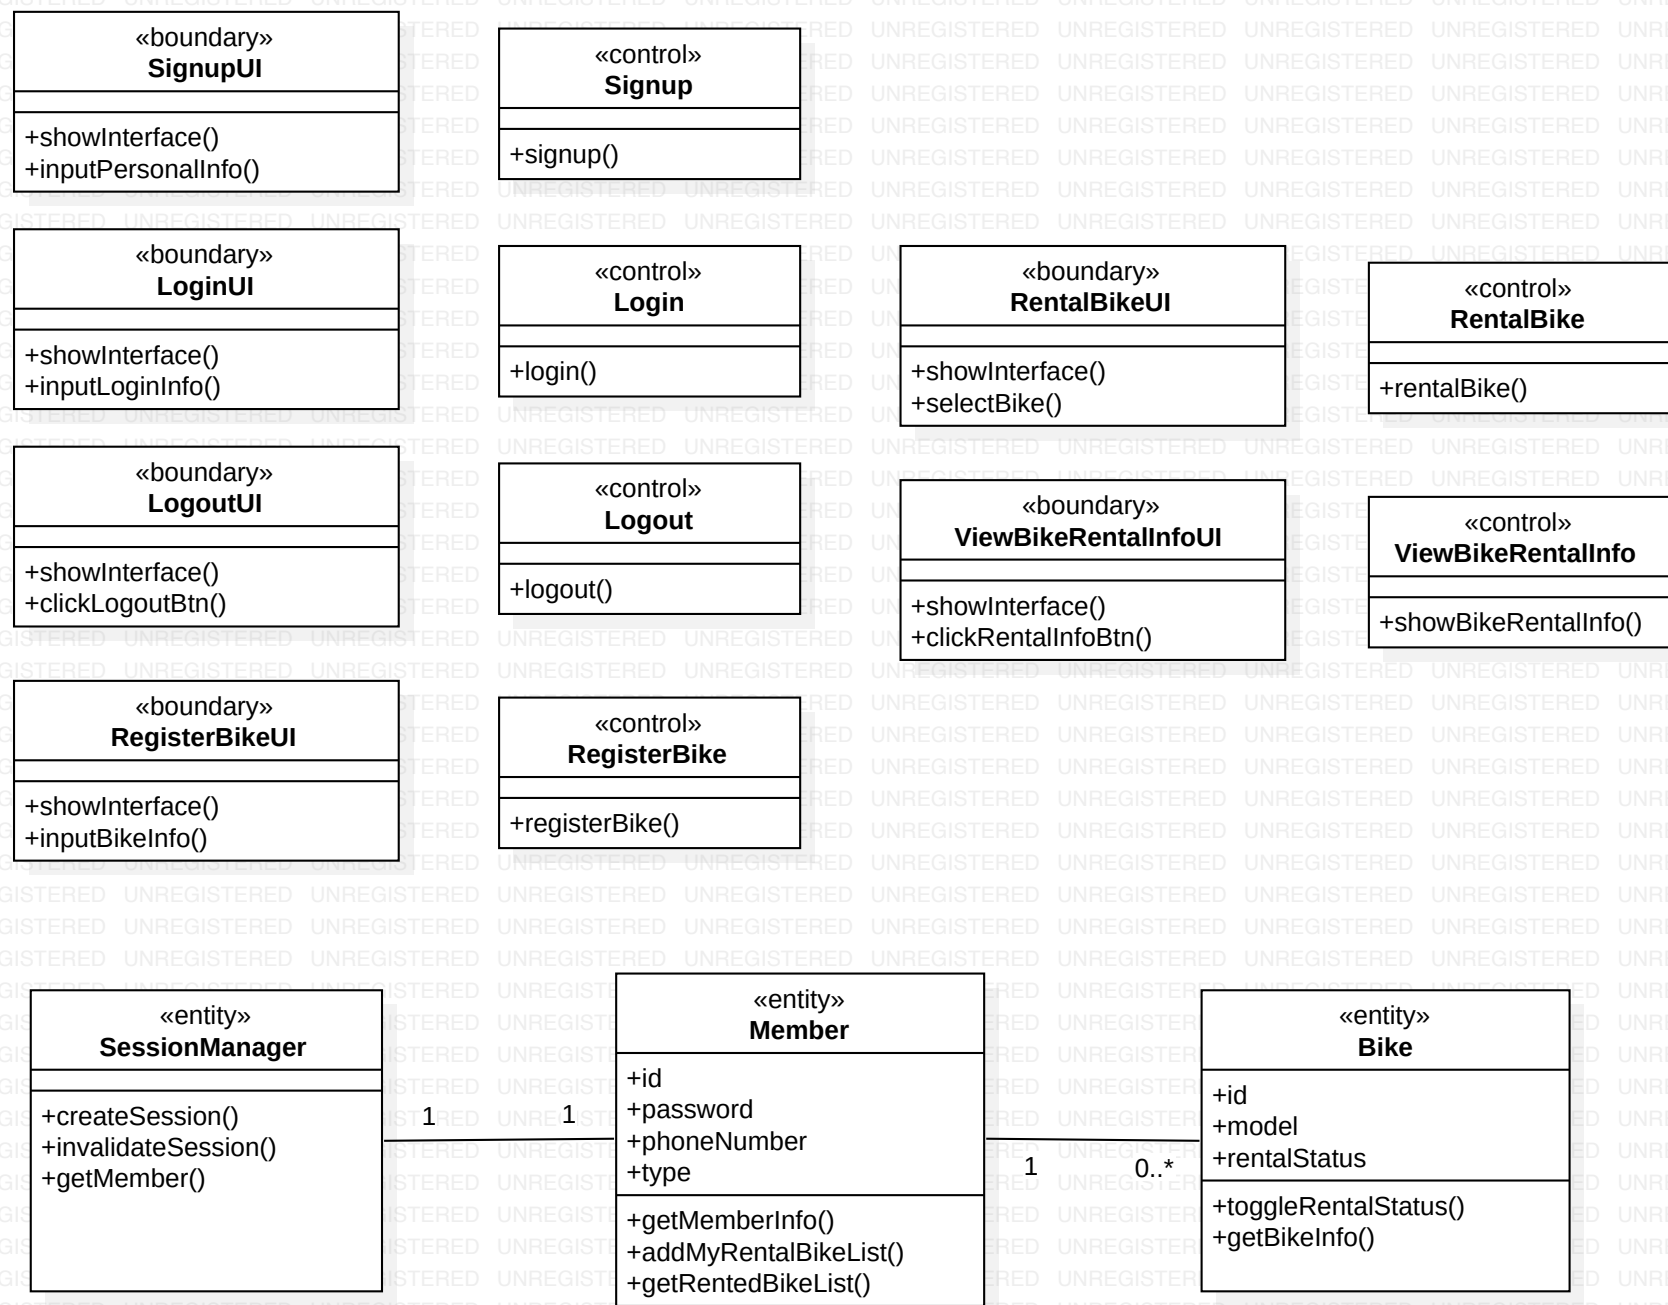 «boundary»
SignupUI
+showInterface()
+inputPersonalInfo()
«control»
Signup
+signup()
«boundary»
LoginUI
+showInterface()
+inputLoginInfo()
«control»
Login
+login()
«boundary»
RentalBikeUI
+showInterface()
+selectBike()
«control»
RentalBike
+rentalBike()
«boundary»
LogoutUI
+showInterface()
+clickLogoutBtn()
«control»
Logout
+logout()
«boundary»
ViewBikeRentalInfoUI
+showInterface()
+clickRentalInfoBtn()
«control»
ViewBikeRentalInfo
+showBikeRentalInfo()
«boundary»
RegisterBikeUI
+showInterface()
+inputBikeInfo()
«control»
RegisterBike
+registerBike()
«entity»
SessionManager
+createSession()
+invalidateSession()
+getMember()
1
1
«entity»
Member
+id
+password
+phoneNumber
+type
+getMemberInfo()
+addMyRentalBikeList()
+getRentedBikeList()
1
0..*
«entity»
Bike
+id
+model
+rentalStatus
+toggleRentalStatus()
+getBikeInfo()
UNREGISTERED